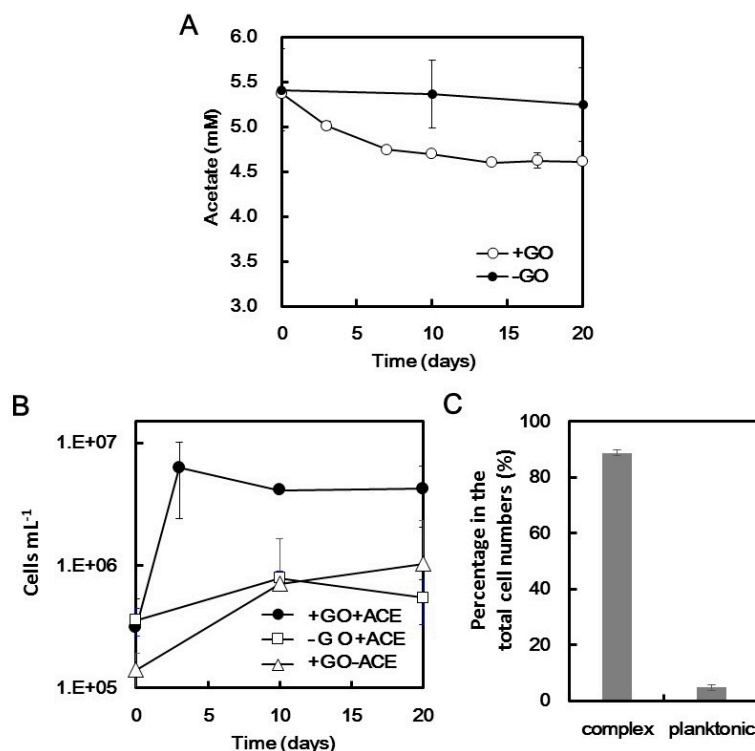 A
6.0
5.5
5.0
4.5
4.0
3.5
3.0
Acetate (mM)
+GO
-GO
0 5 10 15 20
Time (days)
B
1.E+07
1.E+06
1.E+05
Cells mL-1
+GO+ACE
-G O+ACE
+GO-ACE
0 5 10 15 20
Time (days)
C
100
80
60
40
20
0
Percentage in the
total cell numbers (%)
complex planktonic